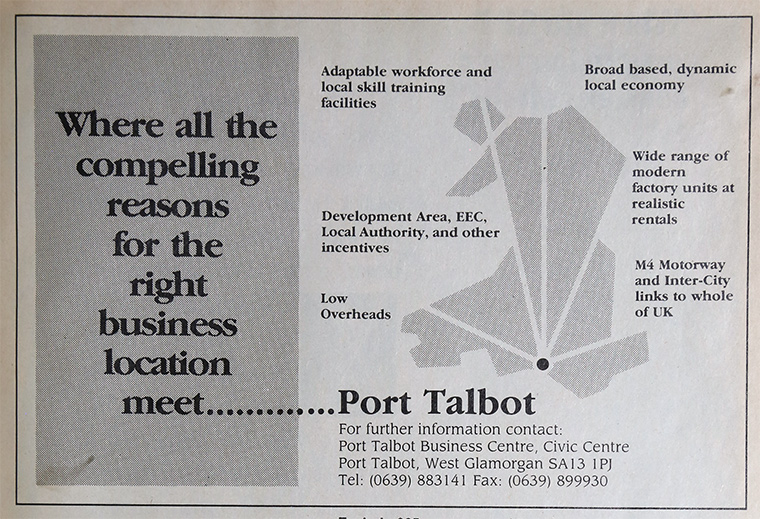 Where all the
compelling
reasons
for the
right
business
location
meet.............Port Talbot
Adaptable workforce and
local skill training
facilities
Broad based, dynamic
local economy
Wide range of
modern
factory units at
realistic
rentals
Development Area, EEC,
Local Authority, and other
incentives
M4 Motorway
and Inter-City
links to whole
of UK
Low
Overheads
For further information contact:
Port Talbot Business Centre, Civic Centre
Port Talbot, West Glamorgan SA13 1PJ
Tel: (0639) 883141 Fax: (0639) 899930